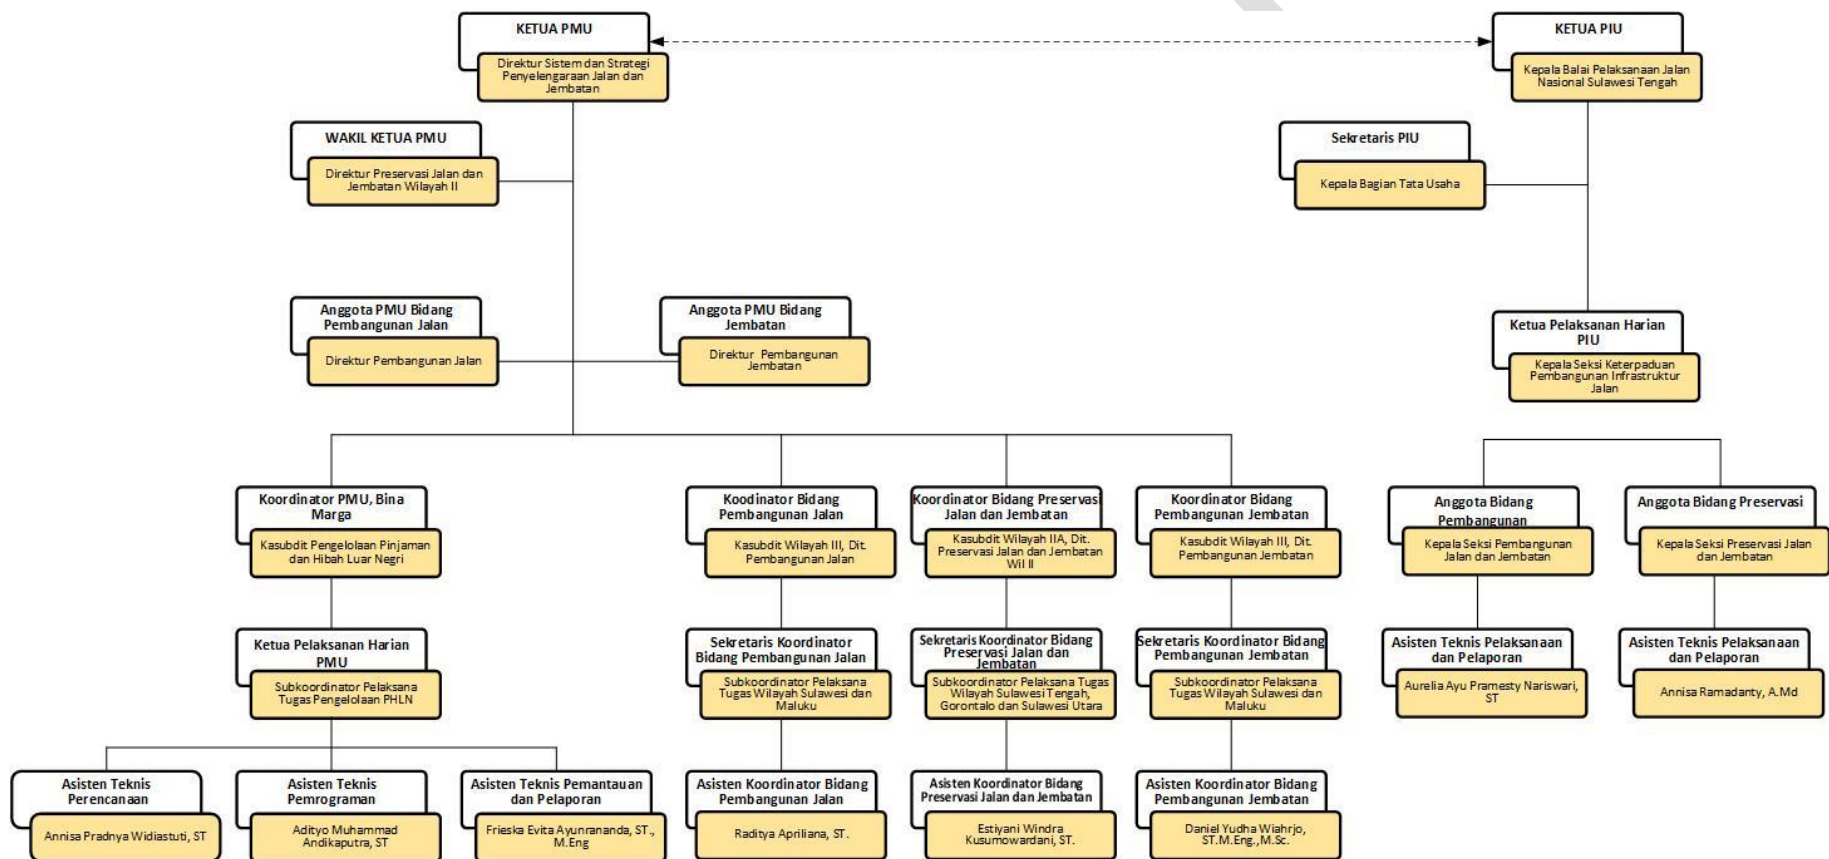 KETUA PMU
Direktur Sistem dan Strategi
Penyelengaraan Jalan dan
Jembatan
KETUA PIU
Kepala Balai Pelaksanaan Jalan
Nasional Sulawesi Tengah
WAKIL KETUA PMU
Direktur Preservasi Jalan dan
Jembatan Wilayah II
Sekretaris PIU
Kepala Bagian Tata Usaha
Anggota PMU Bidang
Pembangunan Jalan
Direktur Pembangunan Jalan
Anggota PMU Bidang
Jembatan
Direktur Pembangunan
Jembatan
Ketua Pelaksanan Harian
PIU
Kepala Seksi Keterpaduan
Pembangunan Infrastruktur
Jalan
Koordinator PMU, Bina
Marga
Kasubdit Pengelolaan Pinjaman
dan Hibah Luar Negri
Koodinator Bidang
Pembangunan Jalan
Kasubdit Wilayah III, Dit.
Pembangunan Jalan
Koordinator Bidang Preservasi
Jalan dan Jembatan
Kasubdit Wilayah IIA, Dit.
Preservasi Jalan dan Jembatan
Wil II
Koordinator Bidang
Pembangunan Jembatan
Kasubdit Wilayah III, Dit.
Pembangunan Jembatan
Anggota Bidang
Pembangunan
Kepala Seksi Pembangunan
Jalan dan Jembatan
Anggota Bidang Preservasi
Kepala Seksi Preservasi Jalan
dan Jembatan
Ketua Pelaksanan Harian
PMU
Subkoordinator Pelaksana
Tugas Pengelolaan PHLN
Sekretaris Koordinator
Bidang Pembangunan Jalan
Subkoordinator Pelaksana
Tugas Wilayah Sulawesi dan
Maluku
Sekretaris Koordinator Bidang
Preservasi Jalan dan
Jembatan
Subkoordinator Pelaksana Tugas
Wilayah Sulawesi Tengah,
Gorontalo dan Sulawesi Utara
Sekretaris Koordinator Bidang
Pembangunan Jembatan
Subkoordinator Pelaksana
Tugas Wilayah Sulawesi dan
Maluku
Asisten Teknis Pelaksanaan
dan Pelaporan
Aurelia Ayu Pramesty Nariswari,
ST
Asisten Teknis Pelaksanaan
dan Pelaporan
Annisa Ramadanty, A.Md
Asisten Teknis
Perencanaan
Annisa Pradnya Widiastuti, ST
Asisten Teknis
Pemrograman
Adityo Muhammad
Andikaputra, ST
Asisten Teknis Pemantauan
dan Pelaporan
Frieska Evita Ayunrananda, ST.,
M.Eng
Asisten Koordinator Bidang
Pembangunan Jalan
Raditya Apriliana, ST.
Asisten Koordinator Bidang
Preservasi Jalan dan Jembatan
Estiyani Windra
Kusumowardani, ST.
Asisten Koordinator Bidang
Pembangunan Jembatan
Daniel Yudha Wiahrjo,
ST.M.Eng.,M.Sc.